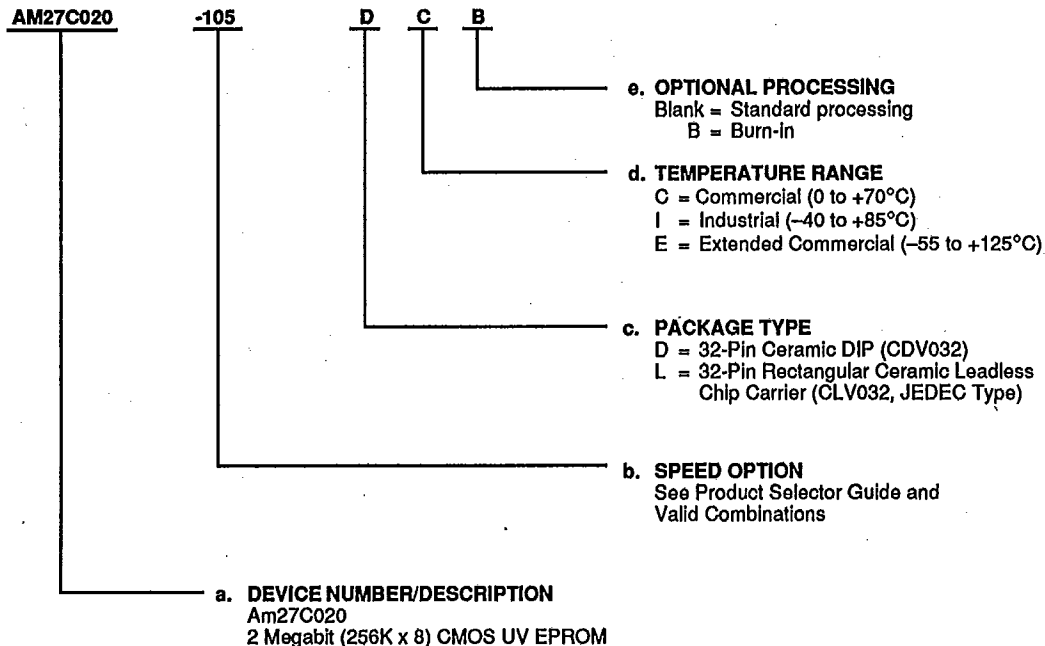 AM27C020 -105 D C B
e. OPTIONAL PROCESSING
Blank = Standard processing
B = Burn-in
d. TEMPERATURE RANGE
C = Commercial (0 to +70°C)
I = Industrial (–40 to +85°C)
E = Extended Commercial (–55 to +125°C)
c. PACKAGE TYPE
D = 32-Pin Ceramic DIP (CDV032)
L = 32-Pin Rectangular Ceramic Leadless
Chip Carrier (CLV032, JEDEC Type)
b. SPEED OPTION
See Product Selector Guide and
Valid Combinations
a. DEVICE NUMBER/DESCRIPTION
Am27C020
2 Megabit (256K x 8) CMOS UV EPROM